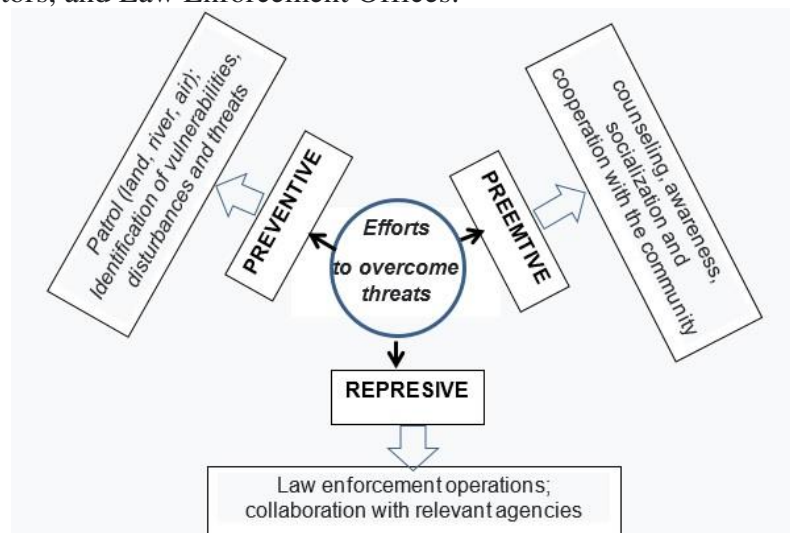 tors, and Law Enforcement Offices.
Patrol (land, river, air);
Identification of vulnerabilities,
disturbances and threats
PREVENTIVE
Efforts
to overcome
threats
PREEMTIVE
counseling, awareness,
socialization and
cooperation with the community
REPRESIVE
Law enforcement operations;
collaboration with relevant agencies